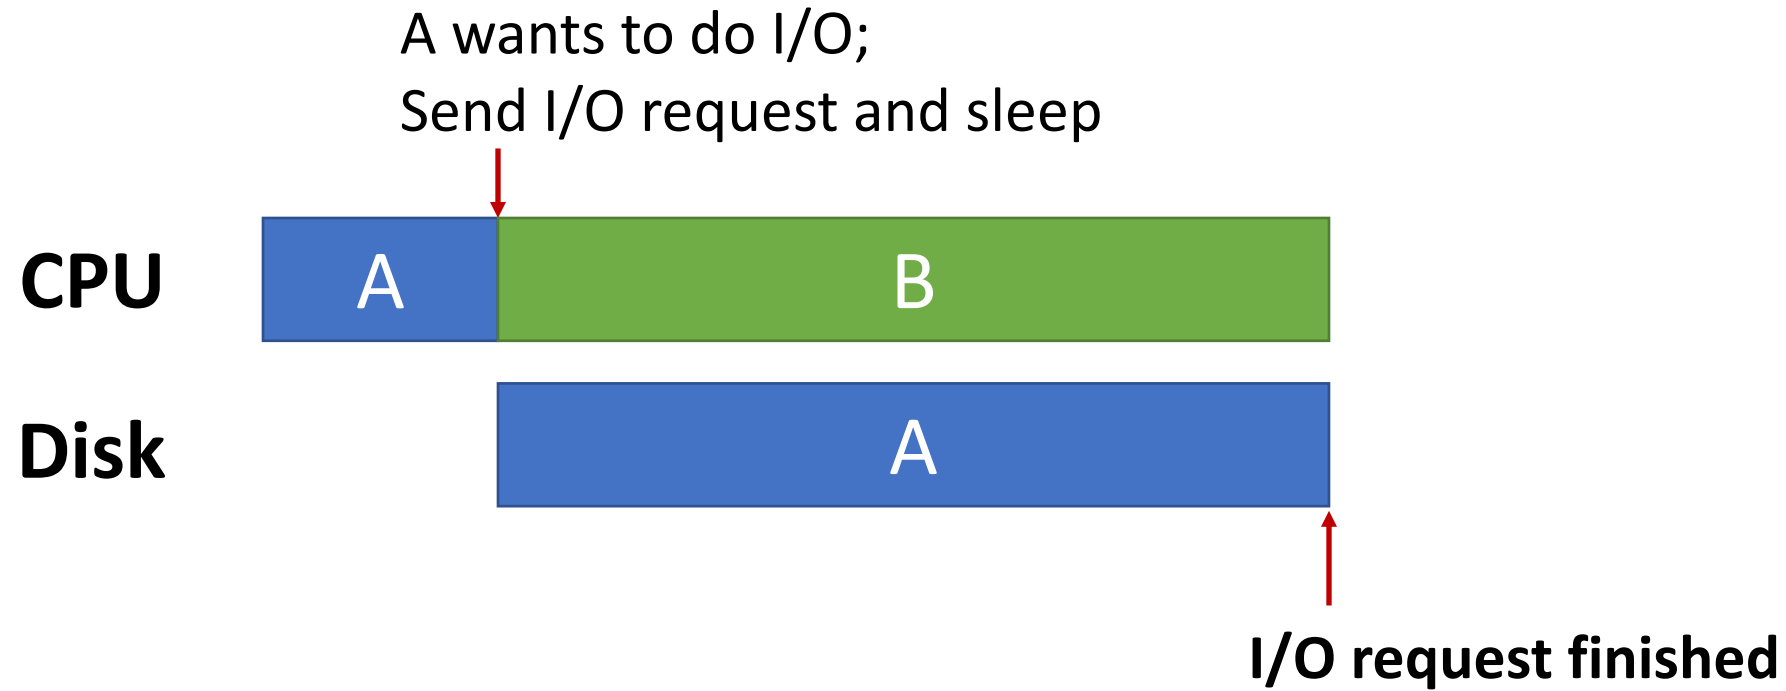 A wants to do I/O;
Send I/O request and sleep
CPU
A
B
Disk
A
I/O request finished